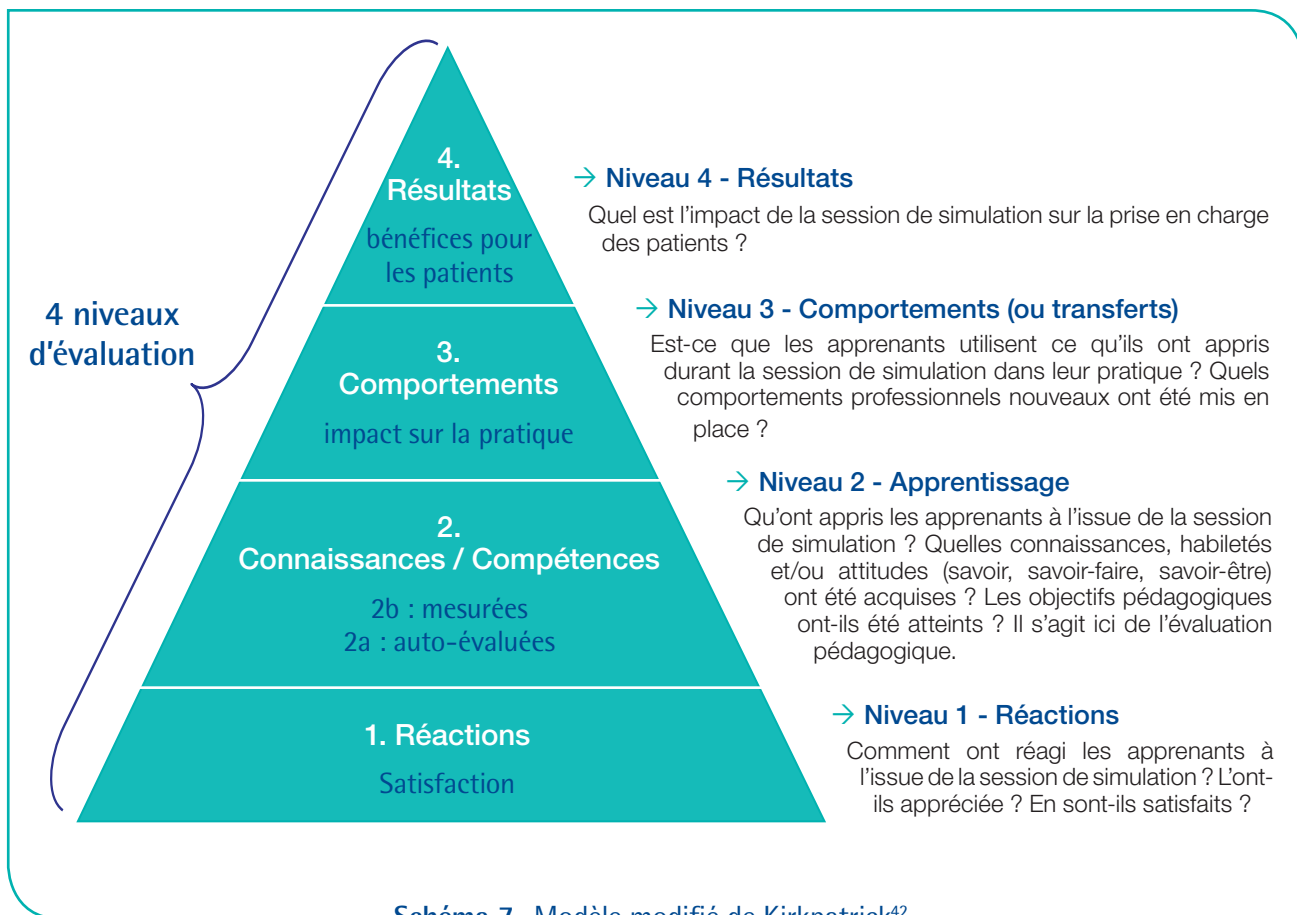 4 niveaux
d'évaluation
4.
Résultats
bénéfices pour
les patients
3.
Comportements
impact sur la pratique
2.
Connaissances / Compétences
2b : mesurées
2a : auto-évaluées
1. Réactions
Satisfaction
→ Niveau 4 - Résultats
Quel est l'impact de la session de simulation sur la prise en charge
des patients ?
→ Niveau 3 - Comportements (ou transferts)
Est-ce que les apprenants utilisent ce qu'ils ont appris
durant la session de simulation dans leur pratique ? Quels
comportements professionnels nouveaux ont été mis en
place ?
→ Niveau 2 - Apprentissage
Qu'ont appris les apprenants à l'issue de la session
de simulation ? Quelles connaissances, habiletés
et/ou attitudes (savoir, savoir-faire, savoir-être)
ont été acquises ? Les objectifs pédagogiques
ont-ils été atteints ? Il s'agit ici de l'évaluation
pédagogique.
→ Niveau 1 - Réactions
Comment ont réagi les apprenants à
l'issue de la session de simulation ? L'ont-
ils appréciée ? En sont-ils satisfaits ?
Schéma 7. Modèle modifié de Kirkpatrick42